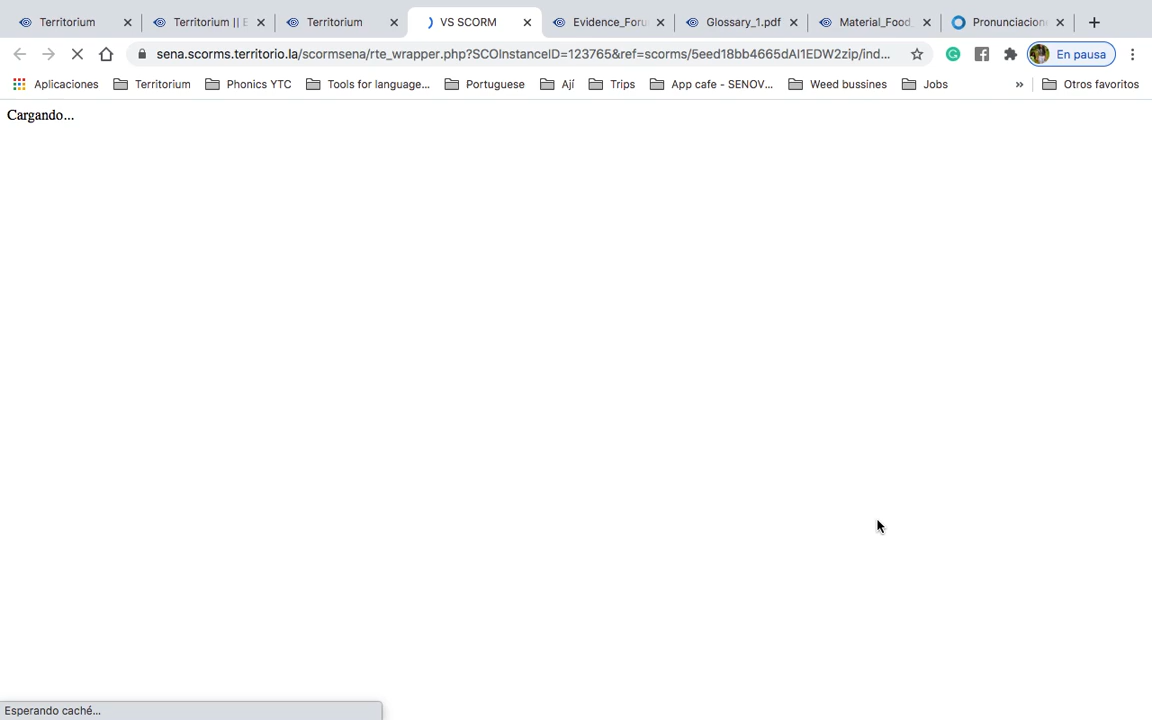 Territorium
Territorium || E
Territorium
VS SCORM
Evidence_Foru
Glossary_1.pdf
Material_Food_
Pronunciacion
sena.scorms.territorio.la/scormsena/rte_wrapper.php?SCOInstanceID=123765&ref=scorms/5eed18bb4665dAI1EDW2zip/ind...
En pausa
Aplicaciones
Territorium
Phonics YTC
Tools for language...
Portuguese
Ají
Trips
App cafe - SENOV...
Weed bussines
Jobs
»
Otros favoritos
Cargando...
Esperando caché...